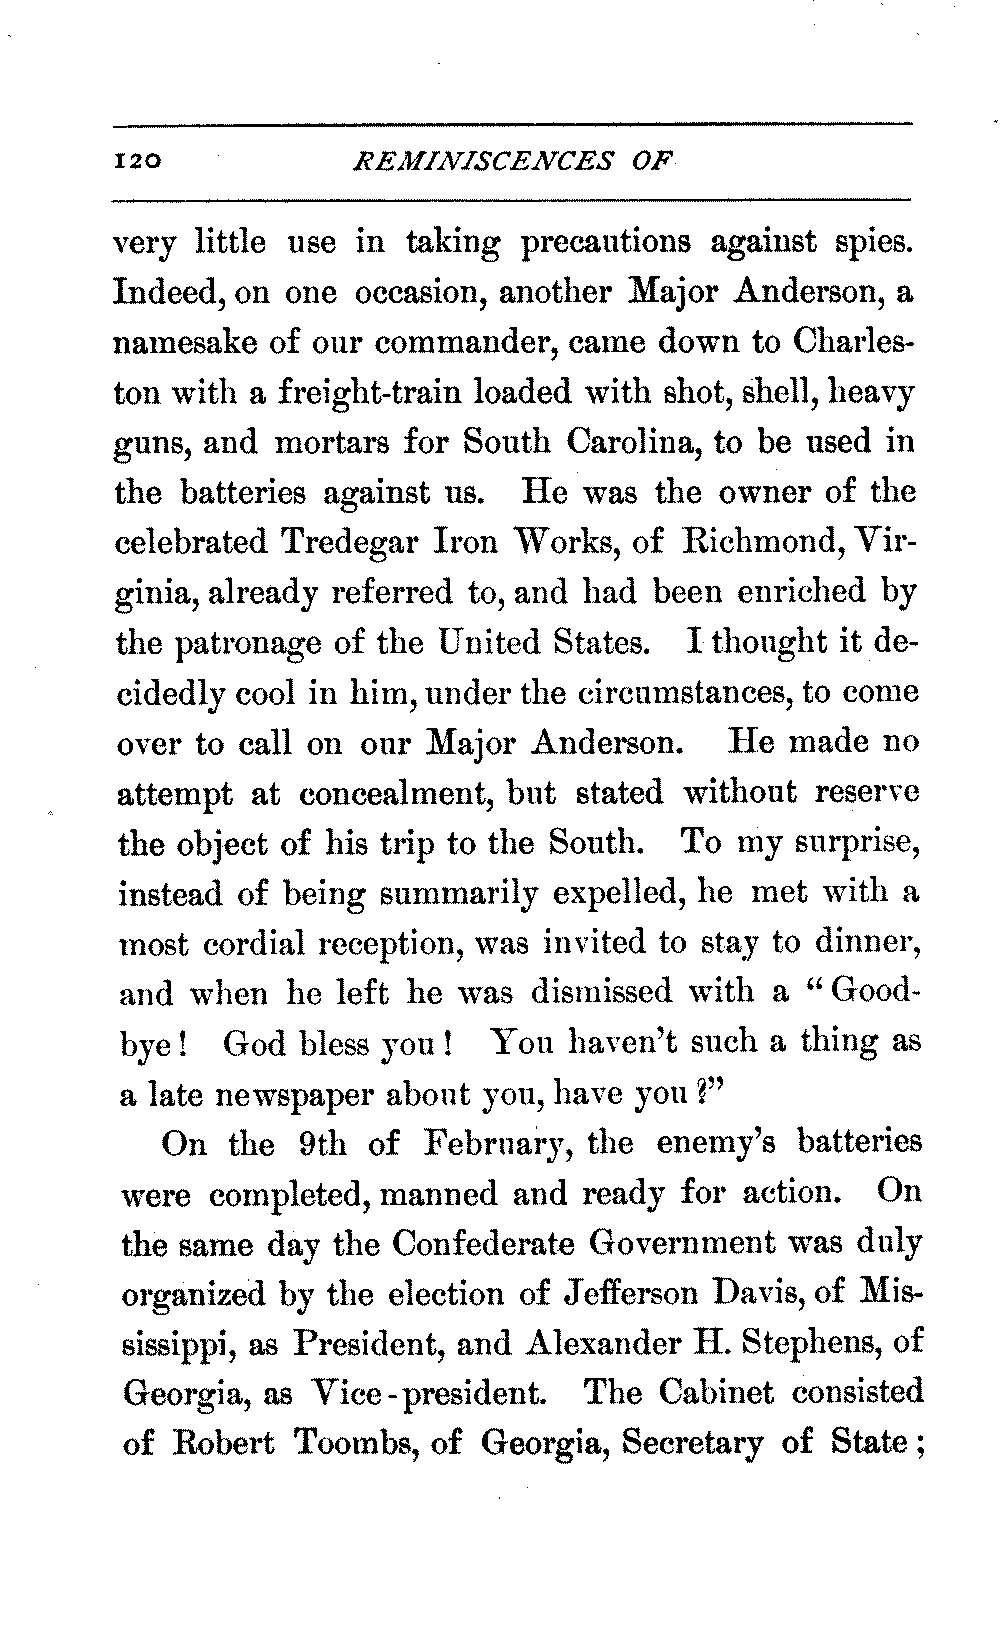 120 REMINISCENCES OF
very little use in taking precautions against spies.
Indeed, on one occasion, another Major Anderson, a
namesake of our commander, came down to Charles-
ton with a freight-train loaded with shot, shell, heavy
guns, and mortars for South Carolina, to be used in
the batteries against us. He was the owner of the
celebrated Tredegar Iron Works, of Richmond, Vir-
ginia, already referred to, and had been enriched by
the patronage of the United States. I thought it de-
cidedly cool in him, under the circumstances, to come
over to call on our Major Anderson. He made no
attempt at concealment, but stated without reserve
the object of his trip to the South. To my surprise,
instead of being summarily expelled, he met with a
most cordial reception, was invited to stay to dinner,
and when he left he was dismissed with a “Good-
bye! God bless you! You haven’t such a thing as
a late newspaper about you, have you?”
On the 9th of February, the enemy’s batteries
were completed, manned and ready for action. On
the same day the Confederate Government was duly
organized by the election of Jefferson Davis, of Mis-
sissippi, as President, and Alexander H. Stephens, of
Georgia, as Vice-president. The Cabinet consisted
of Robert Toombs, of Georgia, Secretary of State;